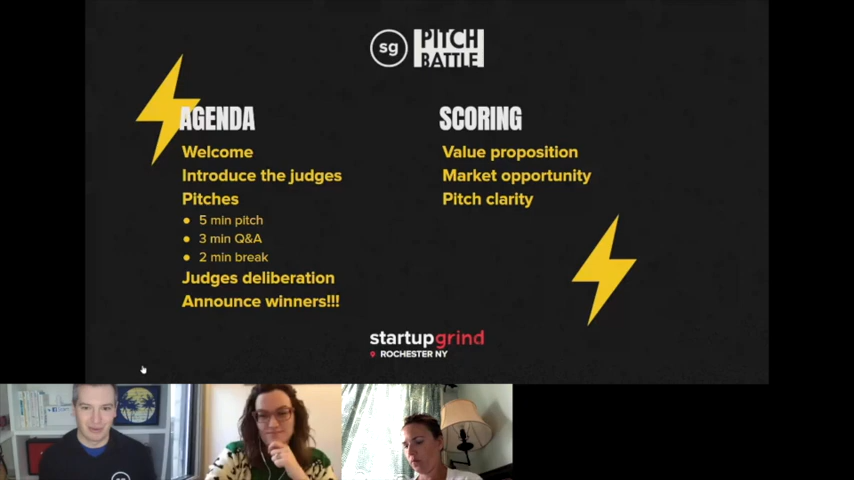 sg PITCH BATTLE
AGENDA
Welcome
Introduce the judges
Pitches
5 min pitch
3 min Q&A
2 min break
Judges deliberation
Announce winners!!!
SCORING
Value proposition
Market opportunity
Pitch clarity
startupgrind
ROCHESTER NY